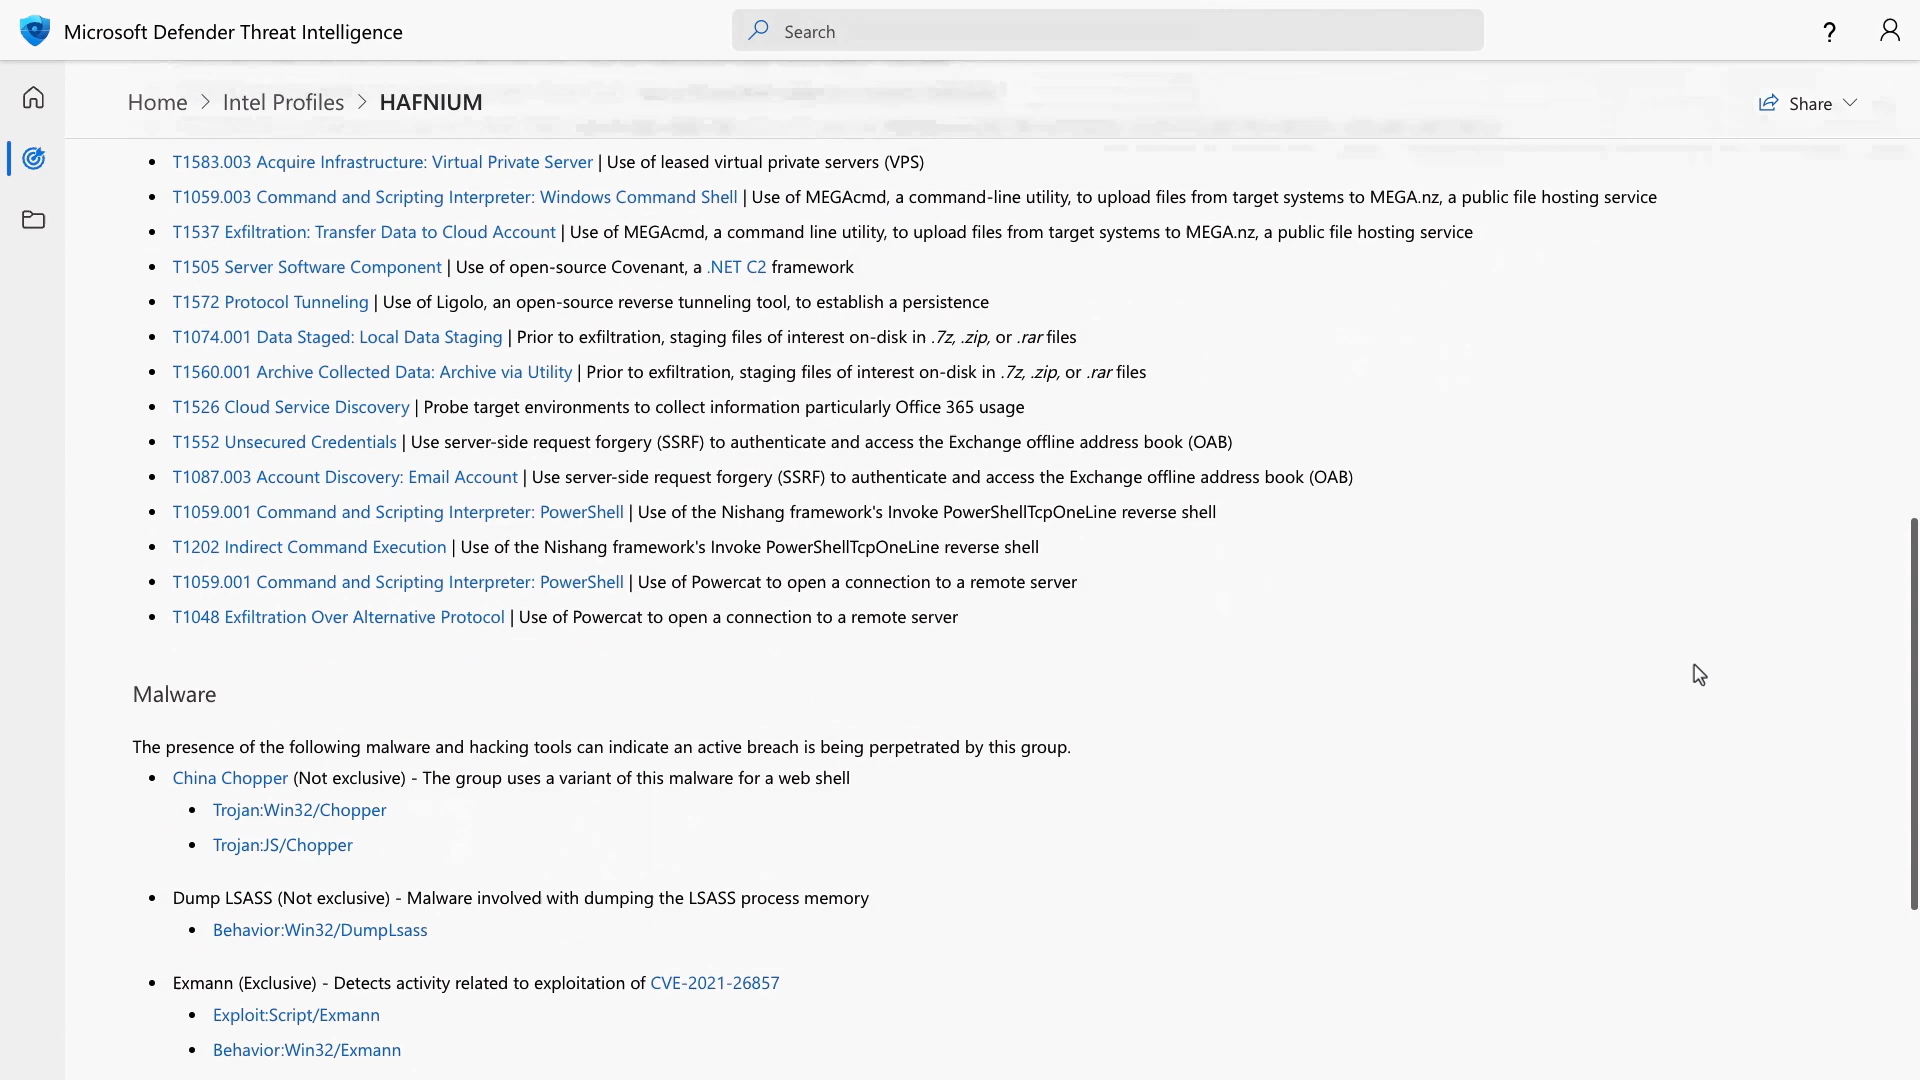 Microsoft Defender Threat Intelligence
Search
?
Home > Intel Profiles > HAFNIUM
Share
• T1583.003 Acquire Infrastructure: Virtual Private Server | Use of leased virtual private servers (VPS)
• T1059.003 Command and Scripting Interpreter: Windows Command Shell | Use of MEGAcmd, a command-line utility, to upload files from target systems to MEGA.nz, a public file hosting service
• T1537 Exfiltration: Transfer Data to Cloud Account | Use of MEGAcmd, a command line utility, to upload files from target systems to MEGA.nz, a public file hosting service
• T1505 Server Software Component | Use of open-source Covenant, a .NET C2 framework
• T1572 Protocol Tunneling | Use of Ligolo, an open-source reverse tunneling tool, to establish a persistence
• T1074.001 Data Staged: Local Data Staging | Prior to exfiltration, staging files of interest on-disk in .7z, .zip, or .rar files
• T1560.001 Archive Collected Data: Archive via Utility | Prior to exfiltration, staging files of interest on-disk in .7z, .zip, or .rar files
• T1526 Cloud Service Discovery | Probe target environments to collect information particularly Office 365 usage
• T1552 Unsecured Credentials | Use server-side request forgery (SSRF) to authenticate and access the Exchange offline address book (OAB)
• T1087.003 Account Discovery: Email Account | Use server-side request forgery (SSRF) to authenticate and access the Exchange offline address book (OAB)
• T1059.001 Command and Scripting Interpreter: PowerShell | Use of the Nishang framework's Invoke PowerShellTcpOneLine reverse shell
• T1202 Indirect Command Execution | Use of the Nishang framework's Invoke PowerShellTcpOneLine reverse shell
• T1059.001 Command and Scripting Interpreter: PowerShell | Use of Powercat to open a connection to a remote server
• T1048 Exfiltration Over Alternative Protocol | Use of Powercat to open a connection to a remote server
Malware
The presence of the following malware and hacking tools can indicate an active breach is being perpetrated by this group.
• China Chopper (Not exclusive) - The group uses a variant of this malware for a web shell
• Trojan:Win32/Chopper
• Trojan:JS/Chopper
• Dump LSASS (Not exclusive) - Malware involved with dumping the LSASS process memory
• Behavior:Win32/DumpLsass
• Exmann (Exclusive) - Detects activity related to exploitation of CVE-2021-26857
• Exploit:Script/Exmann
• Behavior:Win32/Exmann